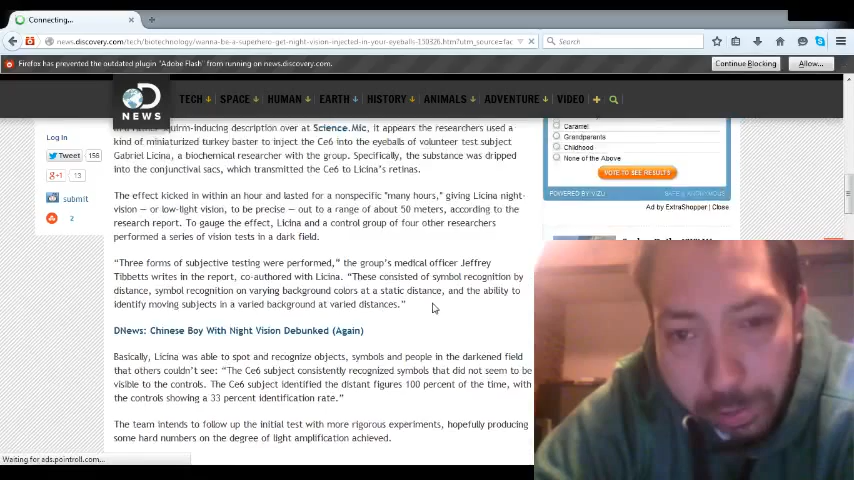 Connecting...
news.discovery.com/tech/biotechnology/wanna-be-a-superhero-get-night-vision-injected-in-your-eyeballs-150326.htm?utm_source=fac
Search
Firefox has prevented the outdated plugin "Adobe Flash" from running on news.discovery.com.
Continue Blocking
Allow...
D
NEWS
TECH SPACE HUMAN EARTH HISTORY ANIMALS ADVENTURE VIDEO +
Log In
Tweet 156
+1 13
submit
2
squirm-inducing description over at Science.Mic, it appears the researchers used a
kind of miniaturized turkey baster to inject the Ce6 into the eyeballs of volunteer test subject
Gabriel Licina, a biochemical researcher with the group. Specifically, the substance was dripped
into the conjunctival sacs, which transmitted the Ce6 to Licina's retinas.
The effect kicked in within an hour and lasted for a nonspecific "many hours," giving Licina night-
vision — or low-light vision, to be precise — out to a range of about 50 meters, according to the
research report. To gauge the effect, Licina and a control group of four other researchers
performed a series of vision tests in a dark field.
“Three forms of subjective testing were performed,” the group's medical officer Jeffrey
Tibbetts writes in the report, co-authored with Licina. “These consisted of symbol recognition by
distance, symbol recognition on varying background colors at a static distance, and the ability to
identify moving subjects in a varied background at varied distances.”
DNews: Chinese Boy With Night Vision Debunked (Again)
Basically, Licina was able to spot and recognize objects, symbols and people in the darkened field
that others couldn't see: “The Ce6 subject consistently recognized symbols that did not seem to be
visible to the controls. The Ce6 subject identified the distant figures 100 percent of the time, with
the controls showing a 33 percent identification rate.”
The team intends to follow up the initial test with more rigorous experiments, hopefully producing
some hard numbers on the degree of light amplification achieved.
Caramel
Grandparents
Childhood
None of the Above
VOTE TO SEE RESULTS
POWERED BY VIZU
SAFE & ANONYMOUS
Ad by ExtraShopper | Close
Waiting for ads.pointroll.com...